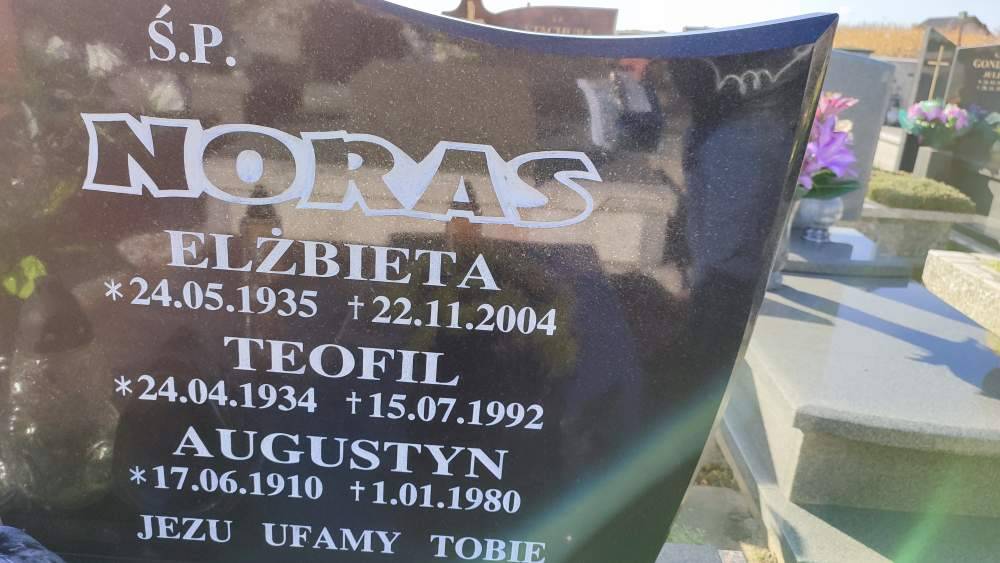 Ś.P.
NORAS
ELŻBIETA
*24.05.1935 †22.11.2004
TEOFIL
*24.04.1934 †15.07.1992
AUGUSTYN
*17.06.1910 †1.01.1980
JEZU UFAMY TOBIE